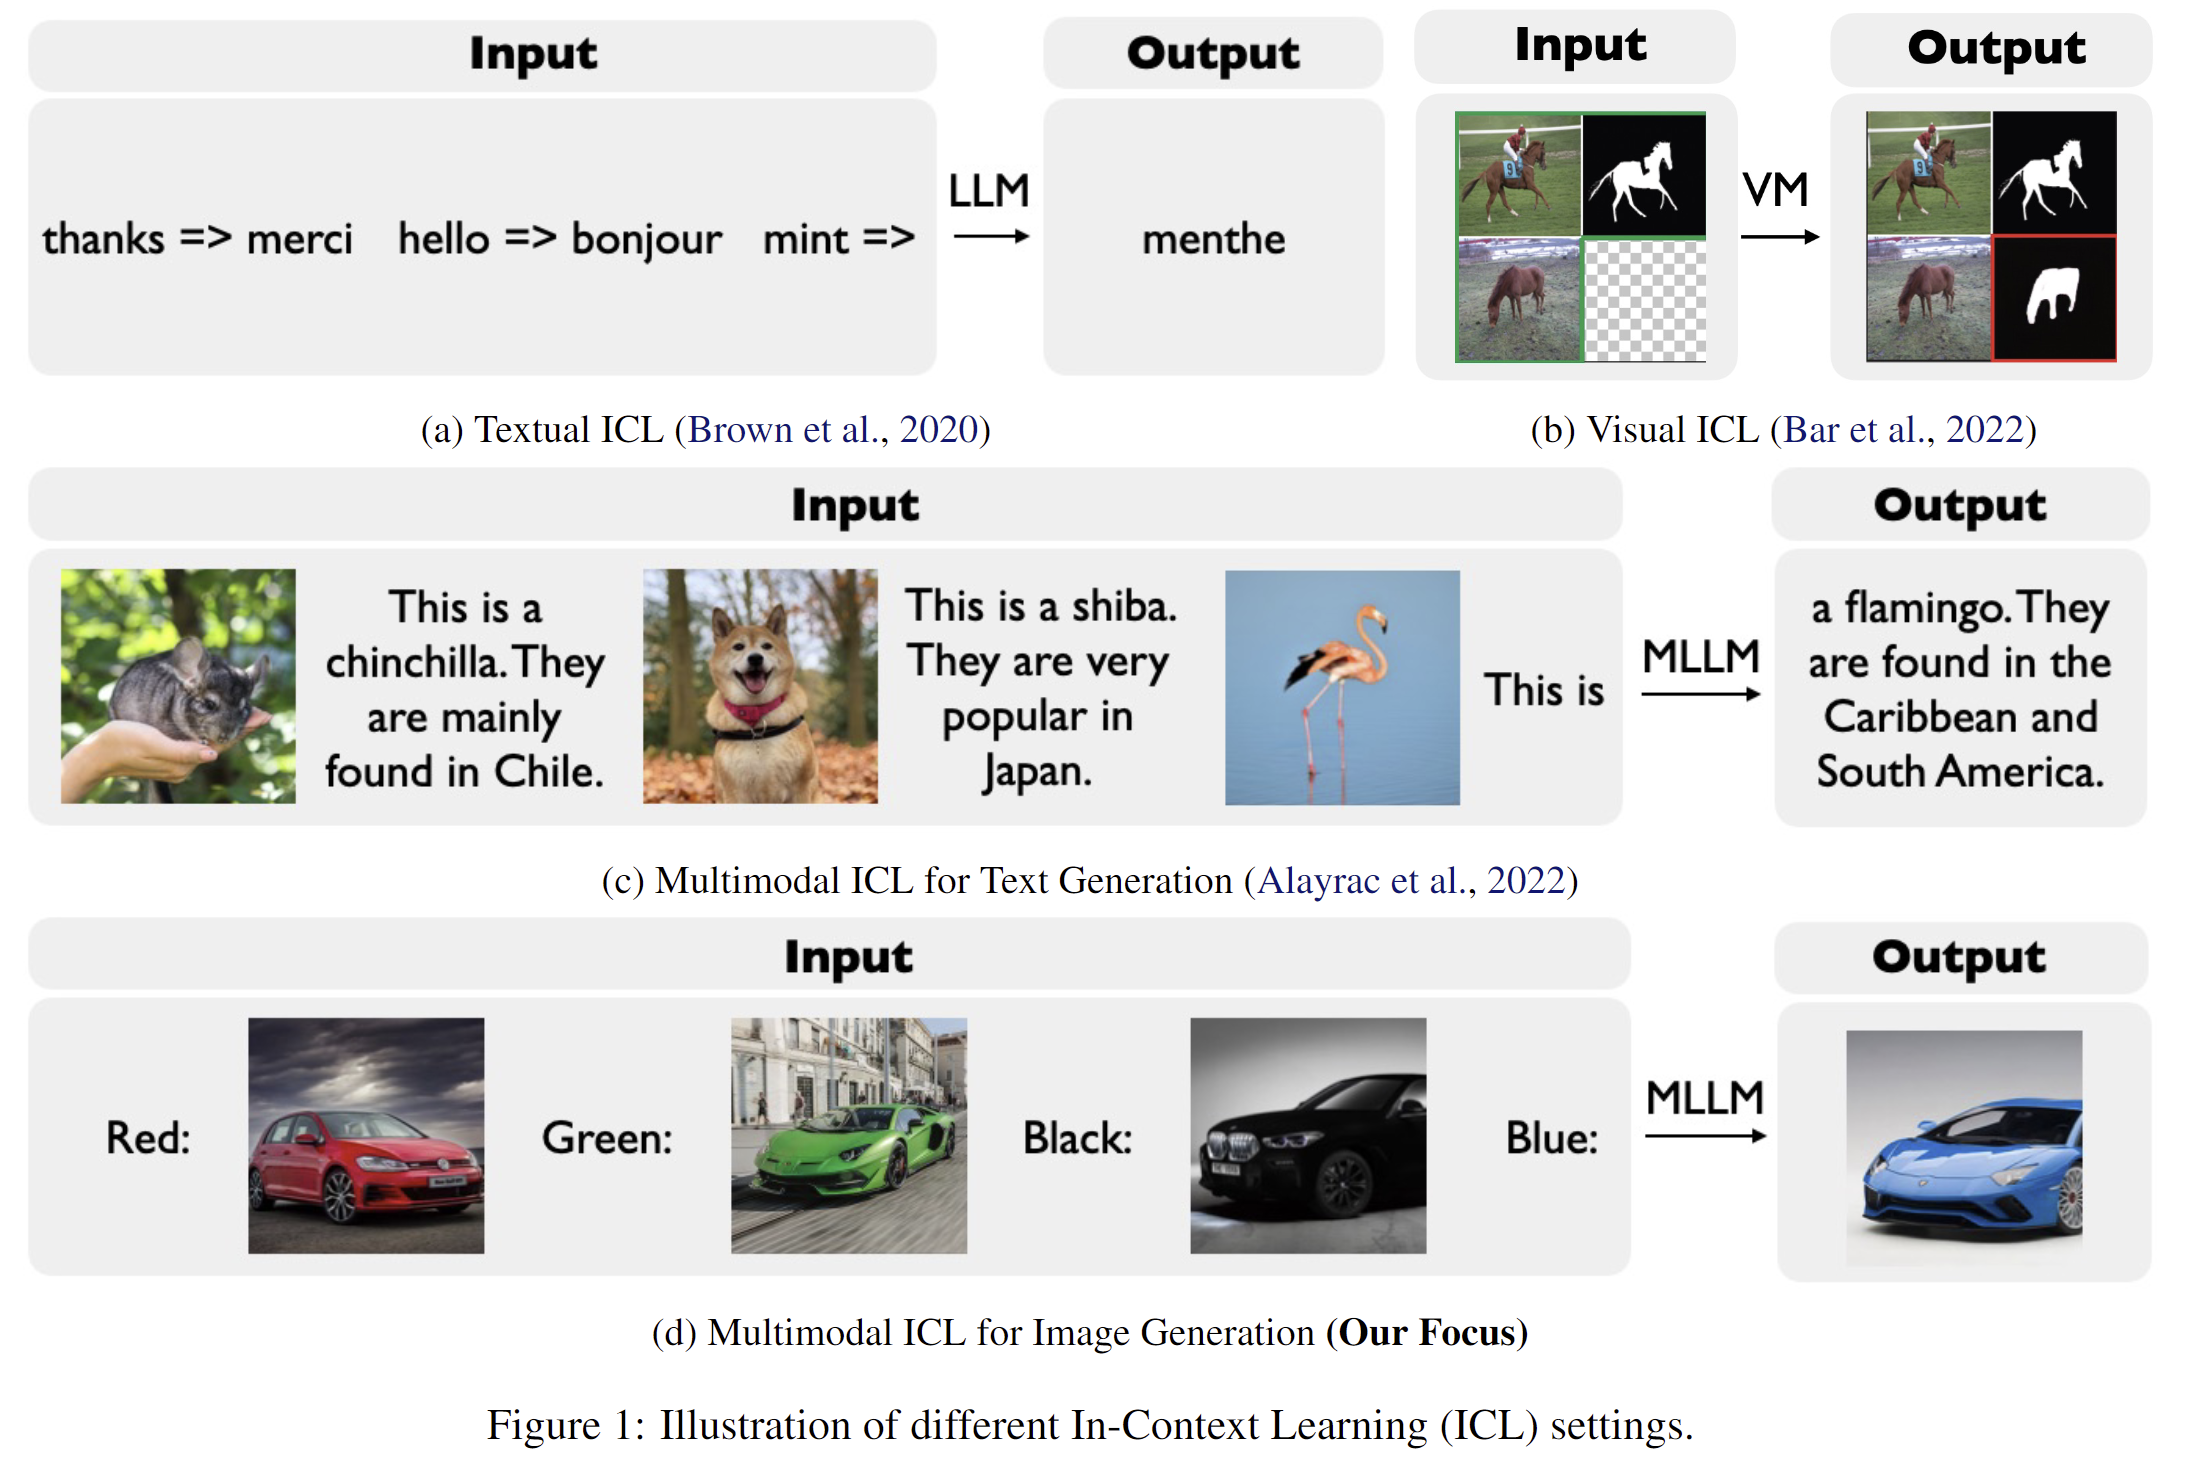 Input
Output
thanks => merci hello => bonjour mint =>
LLM
menthe
(a) Textual ICL (Brown et al., 2020)
Input
Output
9
VM
9
(b) Visual ICL (Bar et al., 2022)
Input
Output
This is a
chinchilla. They
are mainly
found in Chile.
This is a shiba.
They are very
popular in
Japan.
This is
MLLM
a flamingo. They
are found in the
Caribbean and
South America.
(c) Multimodal ICL for Text Generation (Alayrac et al., 2022)
Input
Output
Red:
Green:
Black:
Blue:
MLLM
(d) Multimodal ICL for Image Generation (Our Focus)
Figure 1: Illustration of different In-Context Learning (ICL) settings.